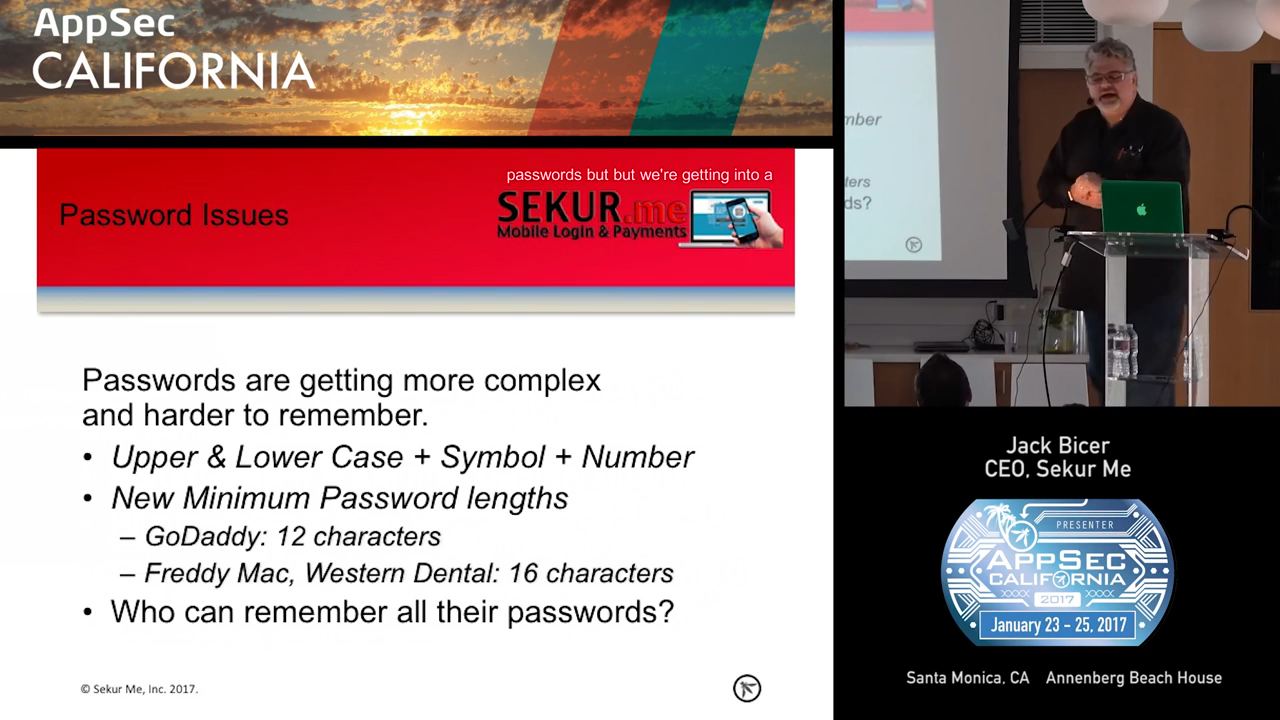 AppSec
CALIFORNIA
passwords but but we're getting into a
Password Issues
SEKUR.me
Mobile Login & Payments
Passwords are getting more complex
and harder to remember.
• Upper & Lower Case + Symbol + Number
• New Minimum Password lengths
– GoDaddy: 12 characters
– Freddy Mac, Western Dental: 16 characters
• Who can remember all their passwords?
© Sekur Me, Inc. 2017.
mber
ters
ds?
Jack Bicer
CEO, Sekur Me
PRESENTER
APPSEC
CALIFORNIA
2017
January 23 – 25, 2017
Santa Monica, CA Annenberg Beach House